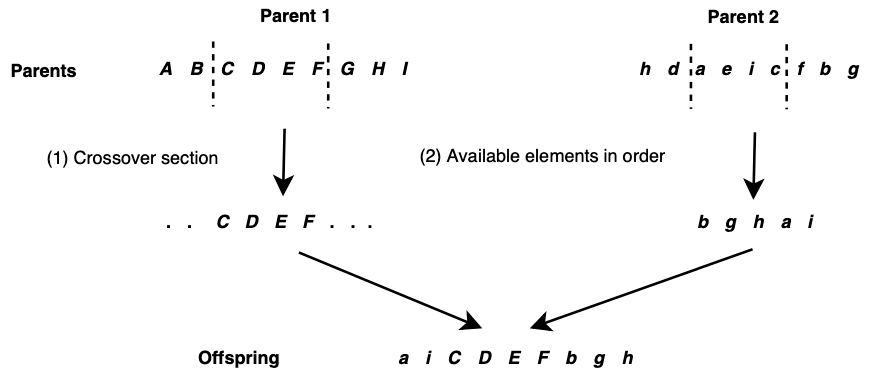 Parent 1
Parent 2
Parents
A B C D E F G H I
h d a e i c f b g
(1) Crossover section
(2) Available elements in order
. . C D E F . . .
b g h a i
Offspring
a i C D E F b g h